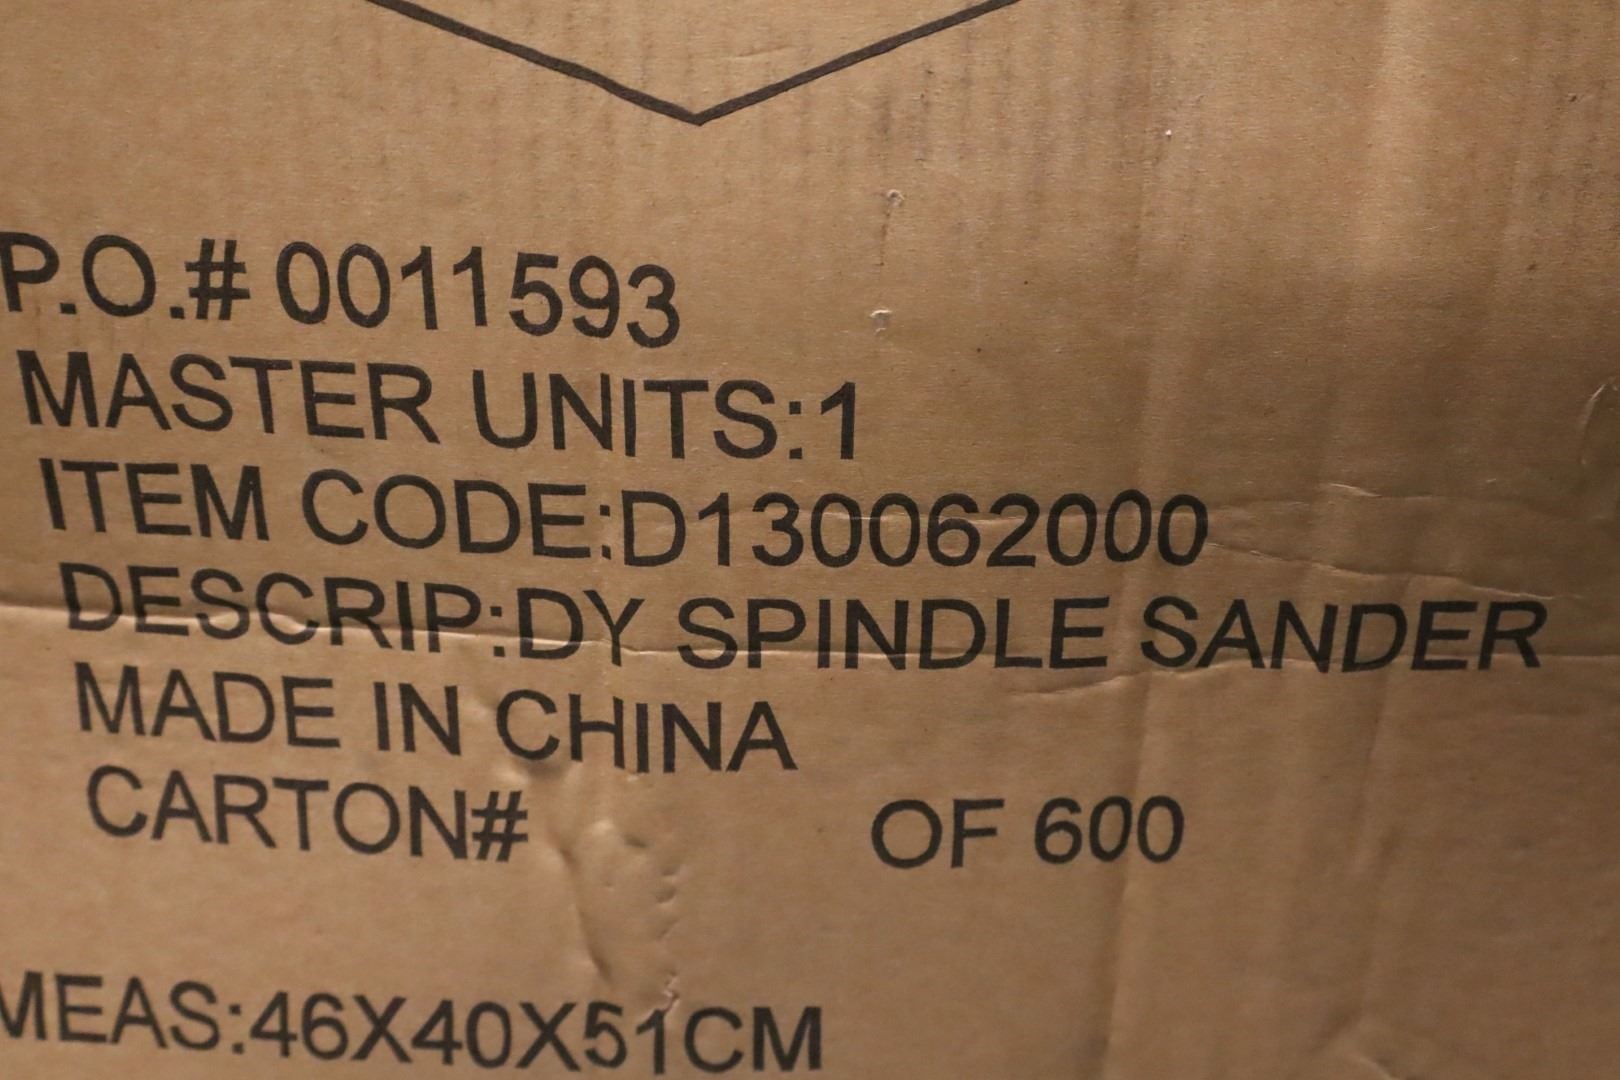 P.O.# 0011593
MASTER UNITS:1
ITEM CODE:D130062000
DESCRIP:DY SPINDLE SANDER
MADE IN CHINA
CARTON# OF 600
MEAS:46X40X51CM